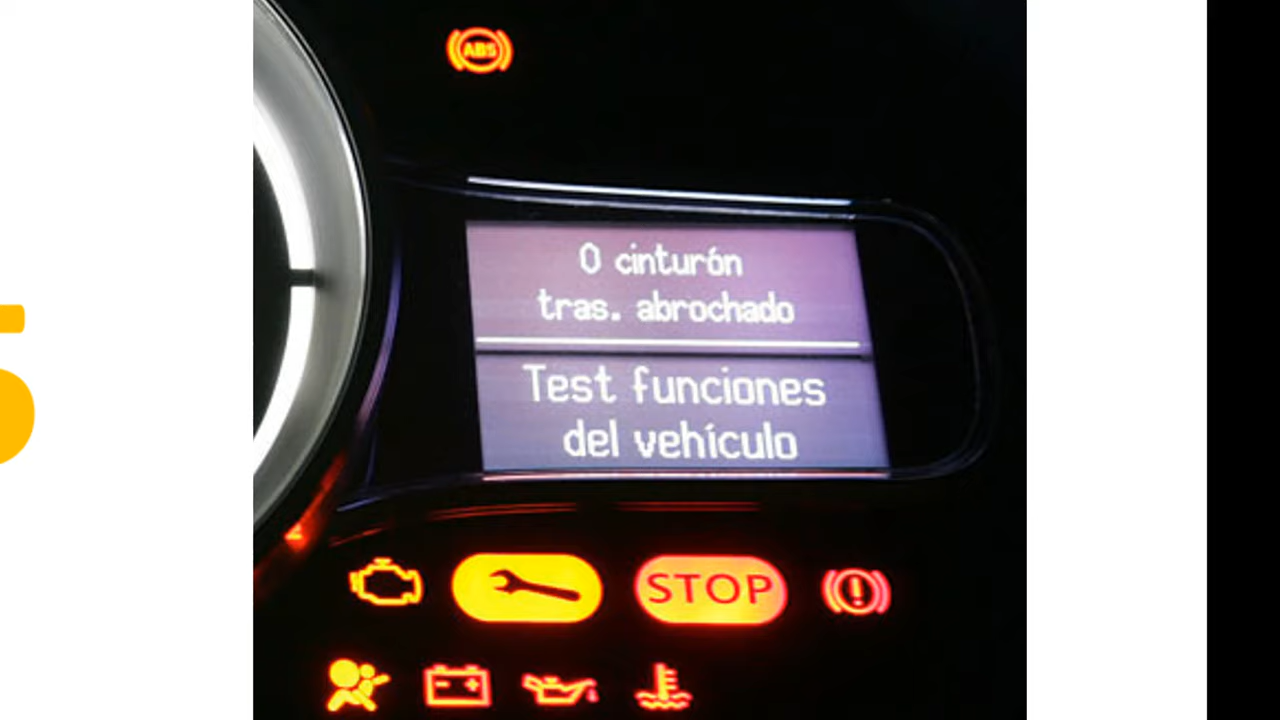 ABS
0 cinturón
tras. abrochado
Test funciones
del vehículo
STOP